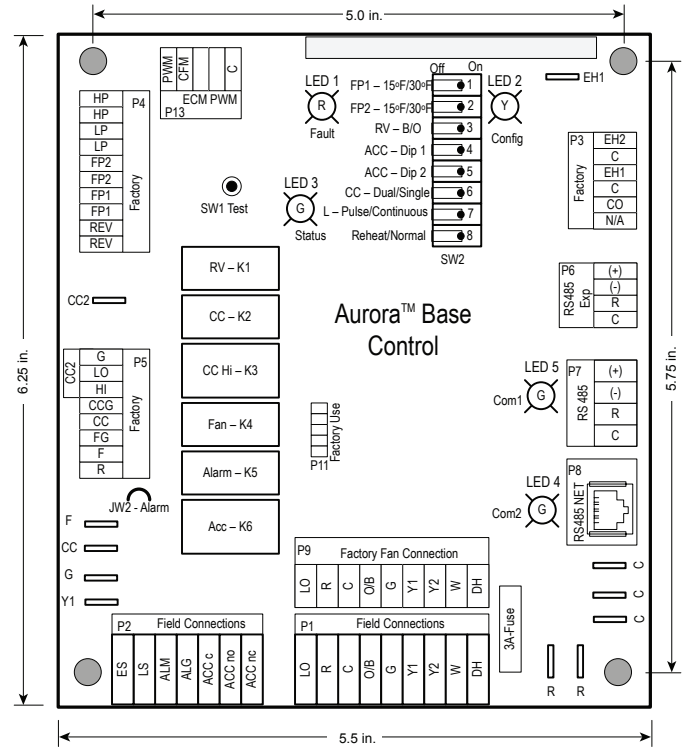 5.0 in.
6.25 in.
5.75 in.
5.5 in.
PWM
CFM
C
P13
ECM PWM
P4
Factory
HP
HP
LP
LP
FP2
FP2
FP1
FP1
REV
REV
SW1 Test
LED 1
R
Fault
LED 3
G
Status
Off
On
FP1 – 15ºF/30ºF
1
FP2 – 15ºF/30ºF
2
RV – B/O
3
ACC – Dip 1
4
ACC – Dip 2
5
CC – Dual/Single
6
L – Pulse/Continuous
7
Reheat/Normal
8
SW2
LED 2
Y
Config
EH1
P3
Factory
EH2
C
EH1
C
CO
N/A
P6
RS485
Exp
(+)
(-)
R
C
RV – K1
CC – K2
CC Hi – K3
Fan – K4
Alarm – K5
Acc – K6
Aurora™ Base
Control
CC2
CC2
P5
Factory
G
LO
HI
CCG
CC
FG
F
R
JW2 - Alarm
Factory Use
P11
LED 5
Com1
G
P7
RS 485
(+)
(-)
R
C
LED 4
Com2
G
P8
RS485 NET
F
CC
G
Y1
P9
Factory Fan Connection
LO
R
C
O/B
G
Y1
Y2
W
DH
C
C
C
3A-Fuse
P2
Field Connections
ES
LS
ALM
ALG
ACC c
ACC no
ACC nc
P1
Field Connections
LO
R
C
O/B
G
Y1
Y2
W
DH
R
R